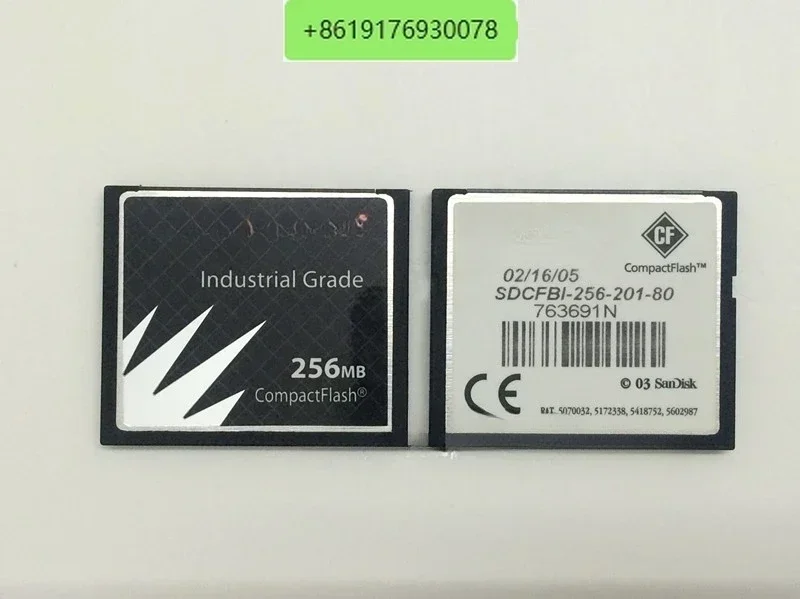 +8619176930078
Industrial Grade
256MB
CompactFlash®
CF
CompactFlash™
02/16/05
SDCFBI-256-201-80
763691N
CE
© 03 SanDisk
PAT. 5070032, 5172338, 5418752, 5602987